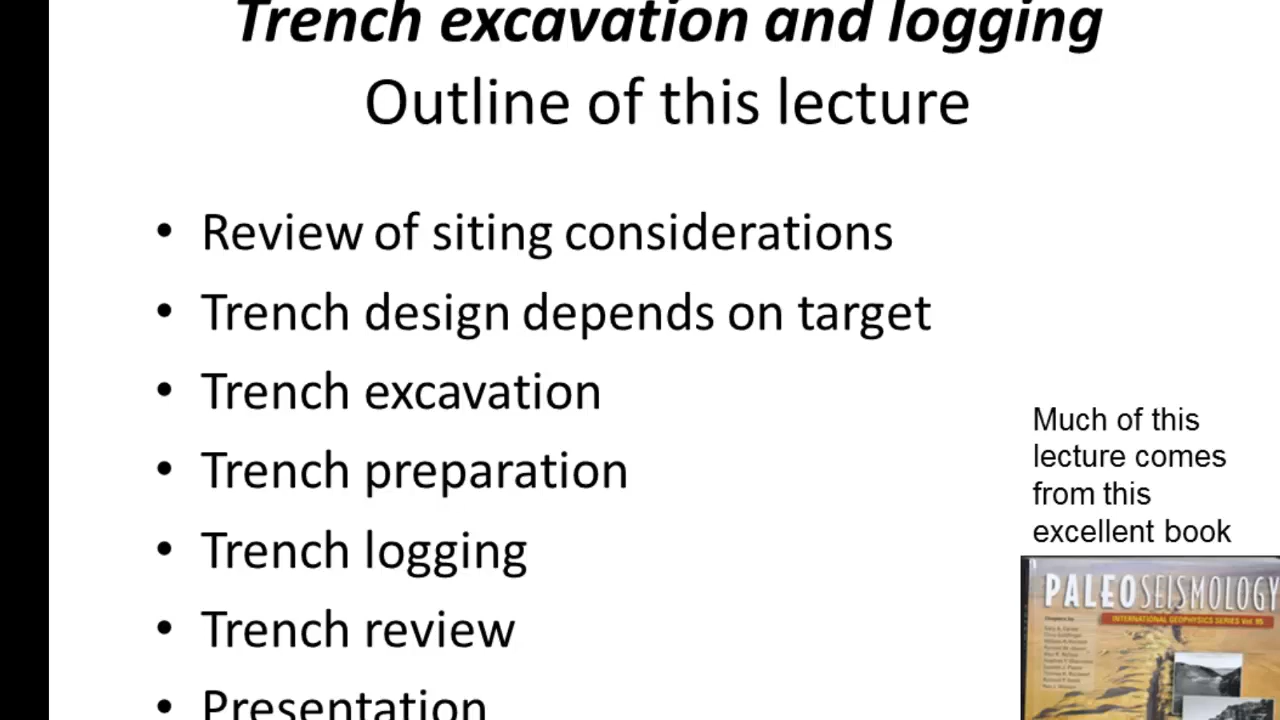 Trench excavation and logging
Outline of this lecture
• Review of siting considerations
• Trench design depends on target
• Trench excavation
• Trench preparation
• Trench logging
• Trench review
• Presentation
Much of this
lecture comes
from this
excellent book
PALEOSEISMOLOGY
INTERNATIONAL GEOPHYSICS SERIES Vol. 95